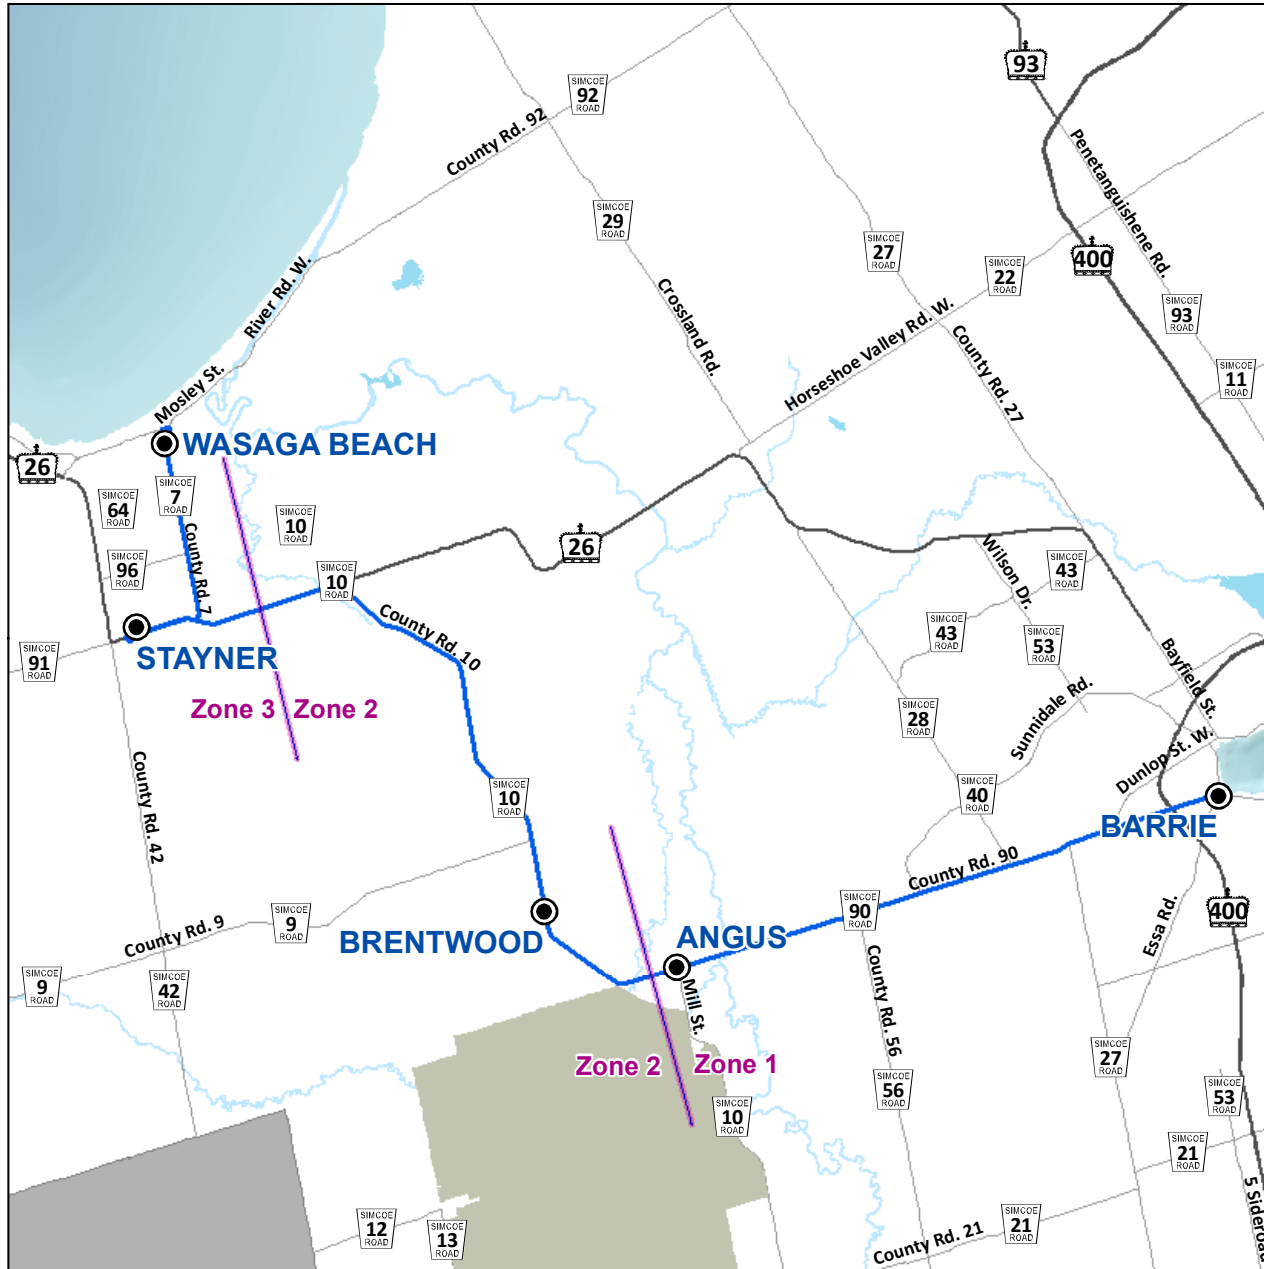 93
SIMCOE
92
ROAD
County Rd. 92
Penetanguishene Rd.
SIMCOE
29
ROAD
SIMCOE
27
ROAD
400
SIMCOE
22
ROAD
River Rd. W.
Crossland Rd.
SIMCOE
93
ROAD
Horseshoe Valley Rd. W.
County Rd. 27
SIMCOE
11
ROAD
Mosley St.
WASAGA BEACH
26
SIMCOE
64
ROAD
SIMCOE
7
ROAD
SIMCOE
10
ROAD
County Rd. 7
26
SIMCOE
96
ROAD
SIMCOE
10
ROAD
Wilson Dr.
SIMCOE
43
ROAD
County Rd. 10
SIMCOE
43
ROAD
SIMCOE
53
ROAD
SIMCOE
91
ROAD
STAYNER
Bayfield St.
Zone 3
Zone 2
SIMCOE
28
ROAD
Sunnidale Rd.
Dunlop St. W.
County Rd. 42
SIMCOE
10
ROAD
SIMCOE
40
ROAD
BARRIE
County Rd. 90
SIMCOE
90
ROAD
400
County Rd. 9
SIMCOE
9
ROAD
BRENTWOOD
ANGUS
Essa Rd.
SIMCOE
9
ROAD
SIMCOE
42
ROAD
Mill St.
County Rd. 56
Zone 2
Zone 1
SIMCOE
27
ROAD
SIMCOE
56
ROAD
SIMCOE
53
ROAD
SIMCOE
10
ROAD
SIMCOE
21
ROAD
5 Sideroad
SIMCOE
12
ROAD
SIMCOE
13
ROAD
County Rd. 21
SIMCOE
21
ROAD